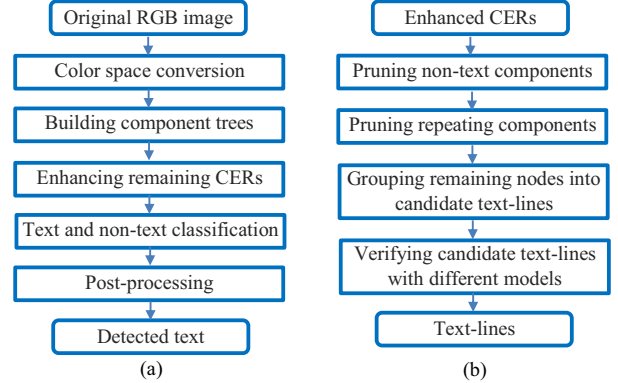 Original RGB image
Color space conversion
Building component trees
Enhancing remaining CERs
Text and non-text classification
Post-processing
Detected text
(a)
Enhanced CERs
Pruning non-text components
Pruning repeating components
Grouping remaining nodes into
candidate text-lines
Verifying candidate text-lines
with different models
Text-lines
(b)